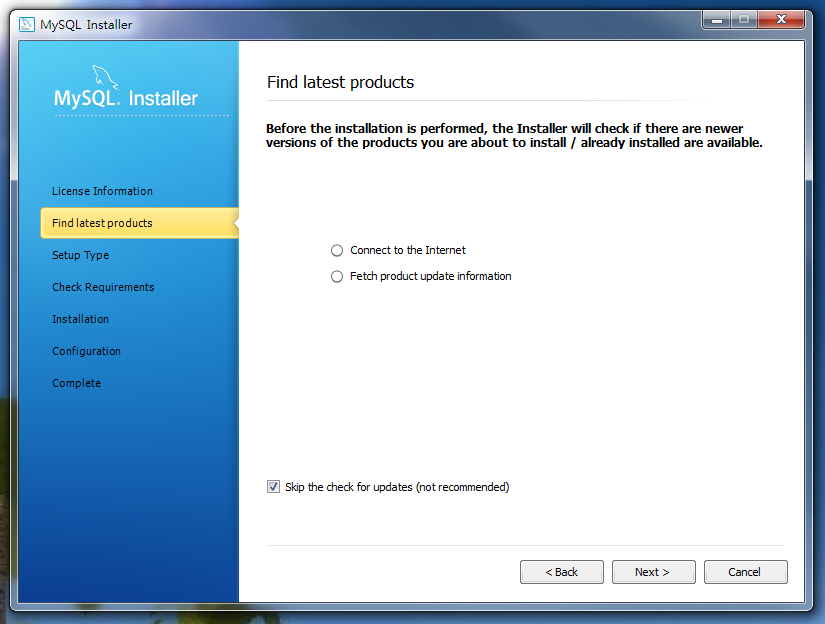 MySQL Installer
MySQL. Installer
License Information
Find latest products
Setup Type
Check Requirements
Installation
Configuration
Complete
Find latest products
Before the installation is performed, the Installer will check if there are newer
versions of the products you are about to install / already installed are available.
Connect to the Internet
Fetch product update information
Skip the check for updates (not recommended)
< Back
Next >
Cancel